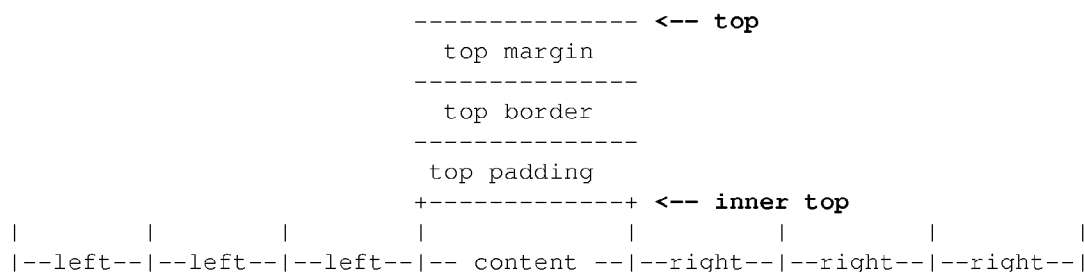 --------------- <-- top
top margin
---------------
top border
---------------
top padding
+-------------+ <-- inner top
| | | | | | |
|--left--|--left--|--left--|-- content --|--right--|--right--|--right--|